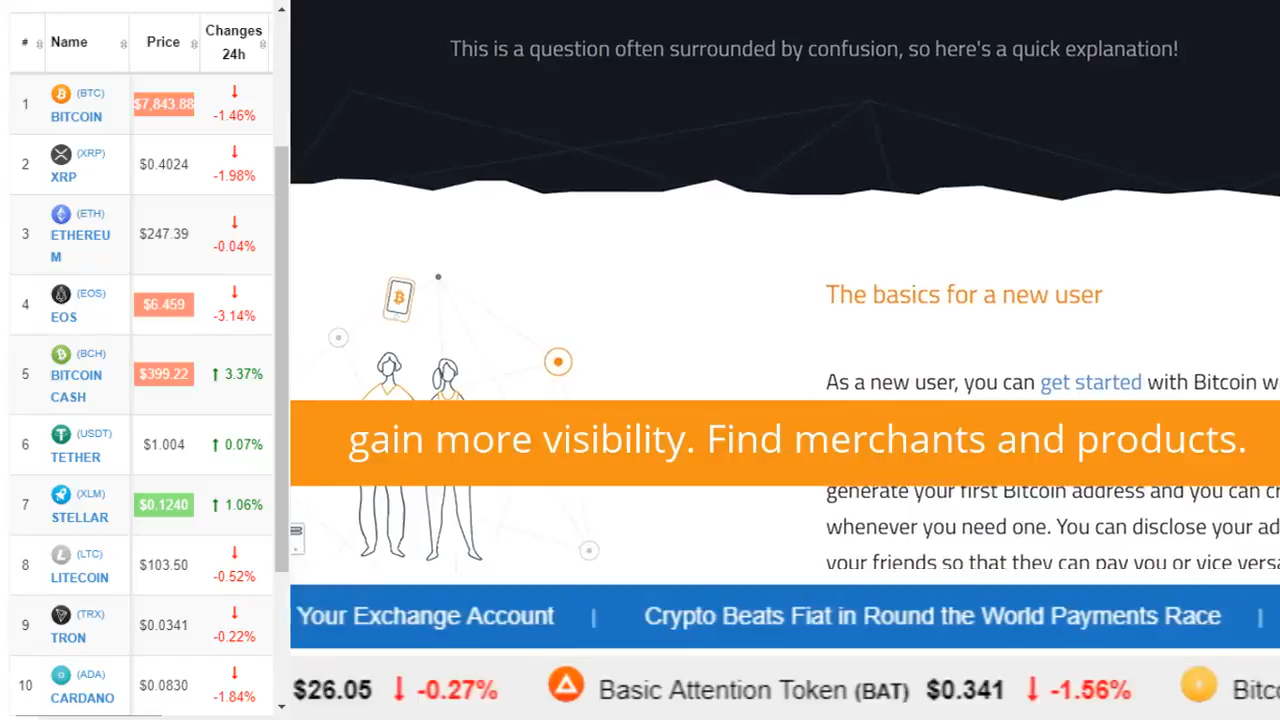 # Name Price Changes 24h
1 (BTC) BITCOIN $7,843.88 ↓ -1.46%
2 (XRP) XRP $0.4024 ↓ -1.98%
3 (ETH) ETHEREUM $247.39 ↓ -0.04%
4 (EOS) EOS $6.459 ↓ -3.14%
5 (BCH) BITCOIN CASH $399.22 ↑ 3.37%
6 (USDT) TETHER $1.004 ↑ 0.07%
7 (XLM) STELLAR $0.1240 ↑ 1.06%
8 (LTC) LITECOIN $103.50 ↓ -0.52%
9 (TRX) TRON $0.0341 ↓ -0.22%
10 (ADA) CARDANO $0.0830 ↓ -1.84%
This is a question often surrounded by confusion, so here's a quick explanation!
The basics for a new user
As a new user, you can get started with Bitcoin w
gain more visibility. Find merchants and products.
generate your first Bitcoin address and you can cr
whenever you need one. You can disclose your ad
your friends so that they can pay you or vice versa
Your Exchange Account | Crypto Beats Fiat in Round the World Payments Race |
$26.05 ↓ -0.27% Basic Attention Token (BAT) $0.341 ↓ -1.56% Bitc